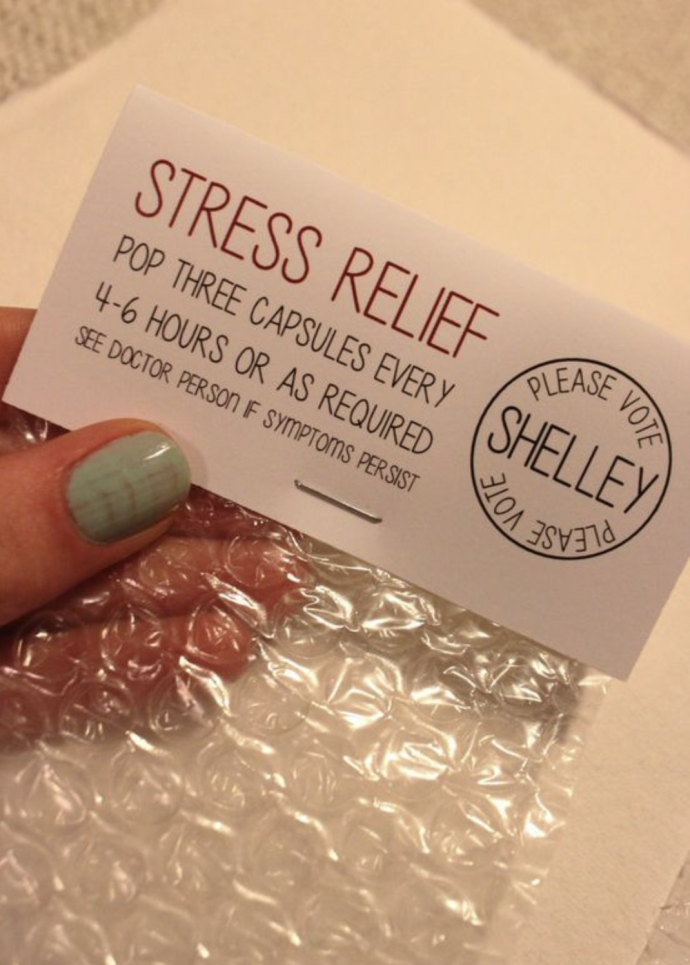 STRESS RELIEF
POP THREE CAPSULES EVERY
4-6 HOURS OR AS REQUIRED
SEE DOCTOR PERSON IF SYMPTOMS PERSIST
PLEASE VOTE
SHELLEY
PLEASE VOTE